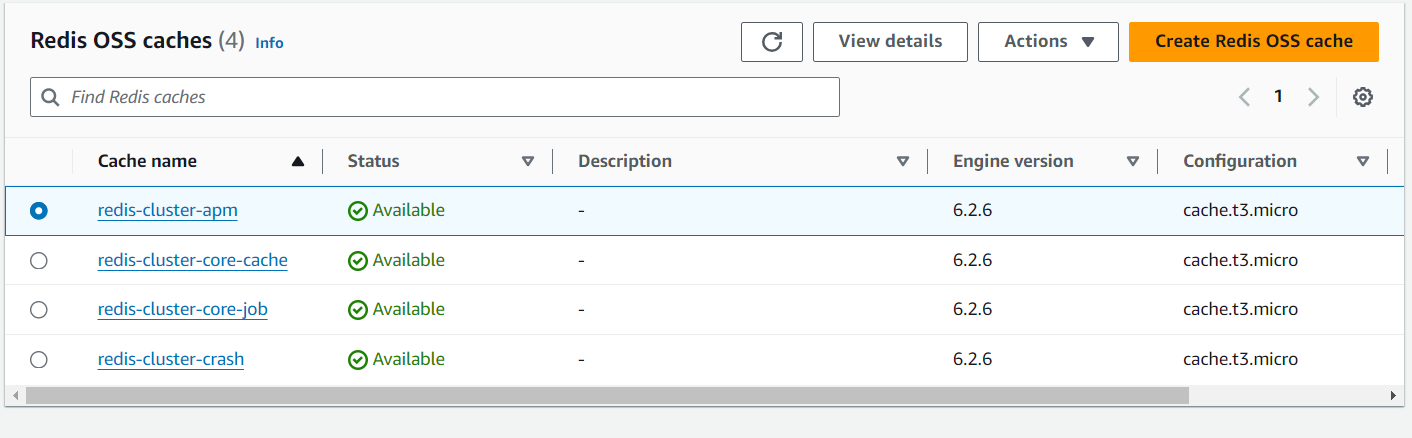 Redis OSS caches (4) Info View details Actions Create Redis OSS cache
Find Redis caches 1
Cache name Status Description Engine version Configuration
redis-cluster-apm Available - 6.2.6 cache.t3.micro
redis-cluster-core-cache Available - 6.2.6 cache.t3.micro
redis-cluster-core-job Available - 6.2.6 cache.t3.micro
redis-cluster-crash Available - 6.2.6 cache.t3.micro